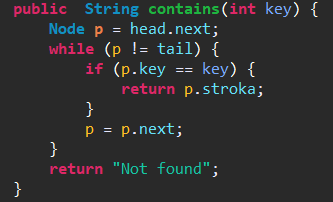 public  String contains(int key) {
    Node p = head.next;
    while (p != tail) {
        if (p.key == key) {
            return p.stroka;
        }
        p = p.next;
    }
    return "Not found";
}